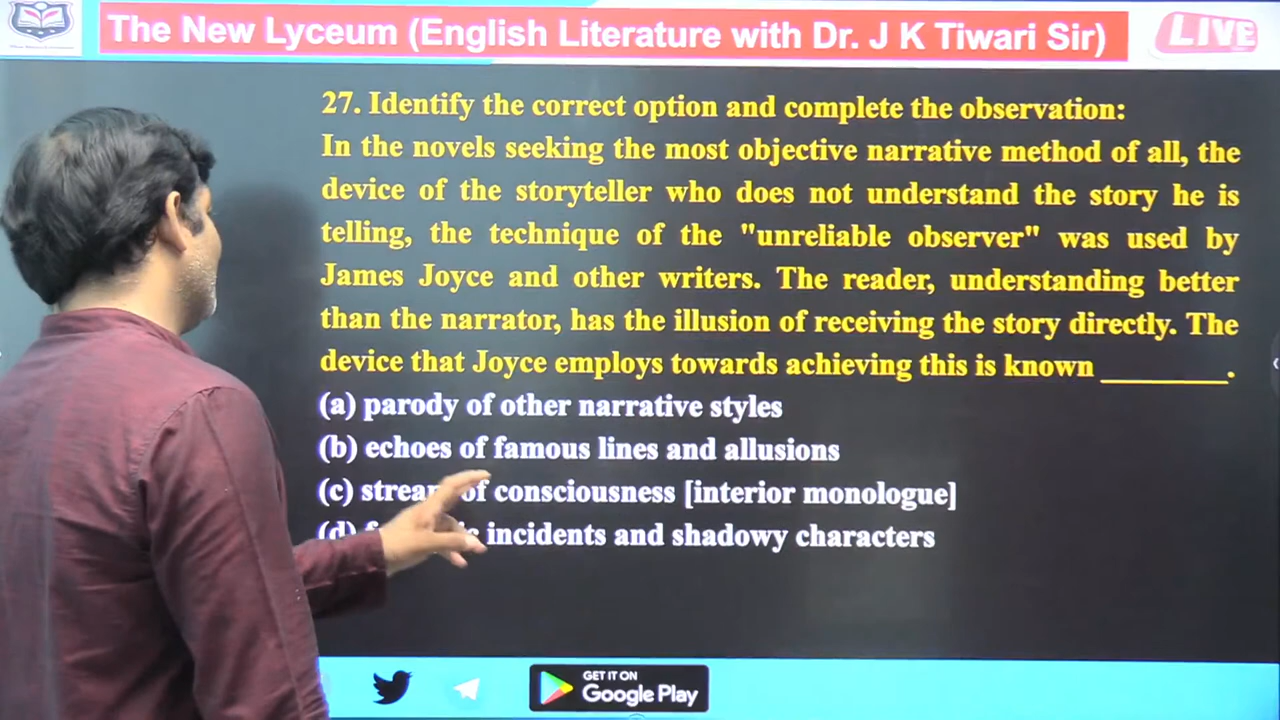 The New Lyceum (English Literature with Dr. J K Tiwari Sir)
LIVE
27. Identify the correct option and complete the observation:
In the novels seeking the most objective narrative method of all, the
device of the storyteller who does not understand the story he is
telling, the technique of the "unreliable observer" was used by
James Joyce and other writers. The reader, understanding better
than the narrator, has the illusion of receiving the story directly. The
device that Joyce employs towards achieving this is known ________.
(a) parody of other narrative styles
(b) echoes of famous lines and allusions
(c) stream of consciousness [interior monologue]
(d) incidents and shadowy characters
GET IT ON
Google Play